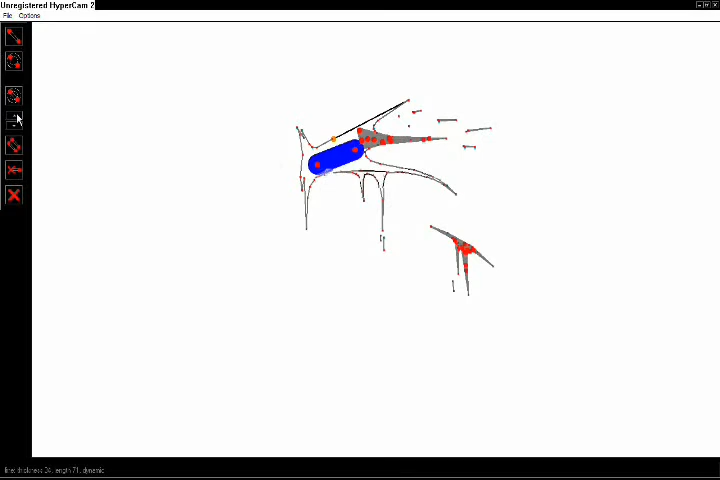 Unregistered HyperCam 2
File Options
line: thickness 34, length 71, dynamic